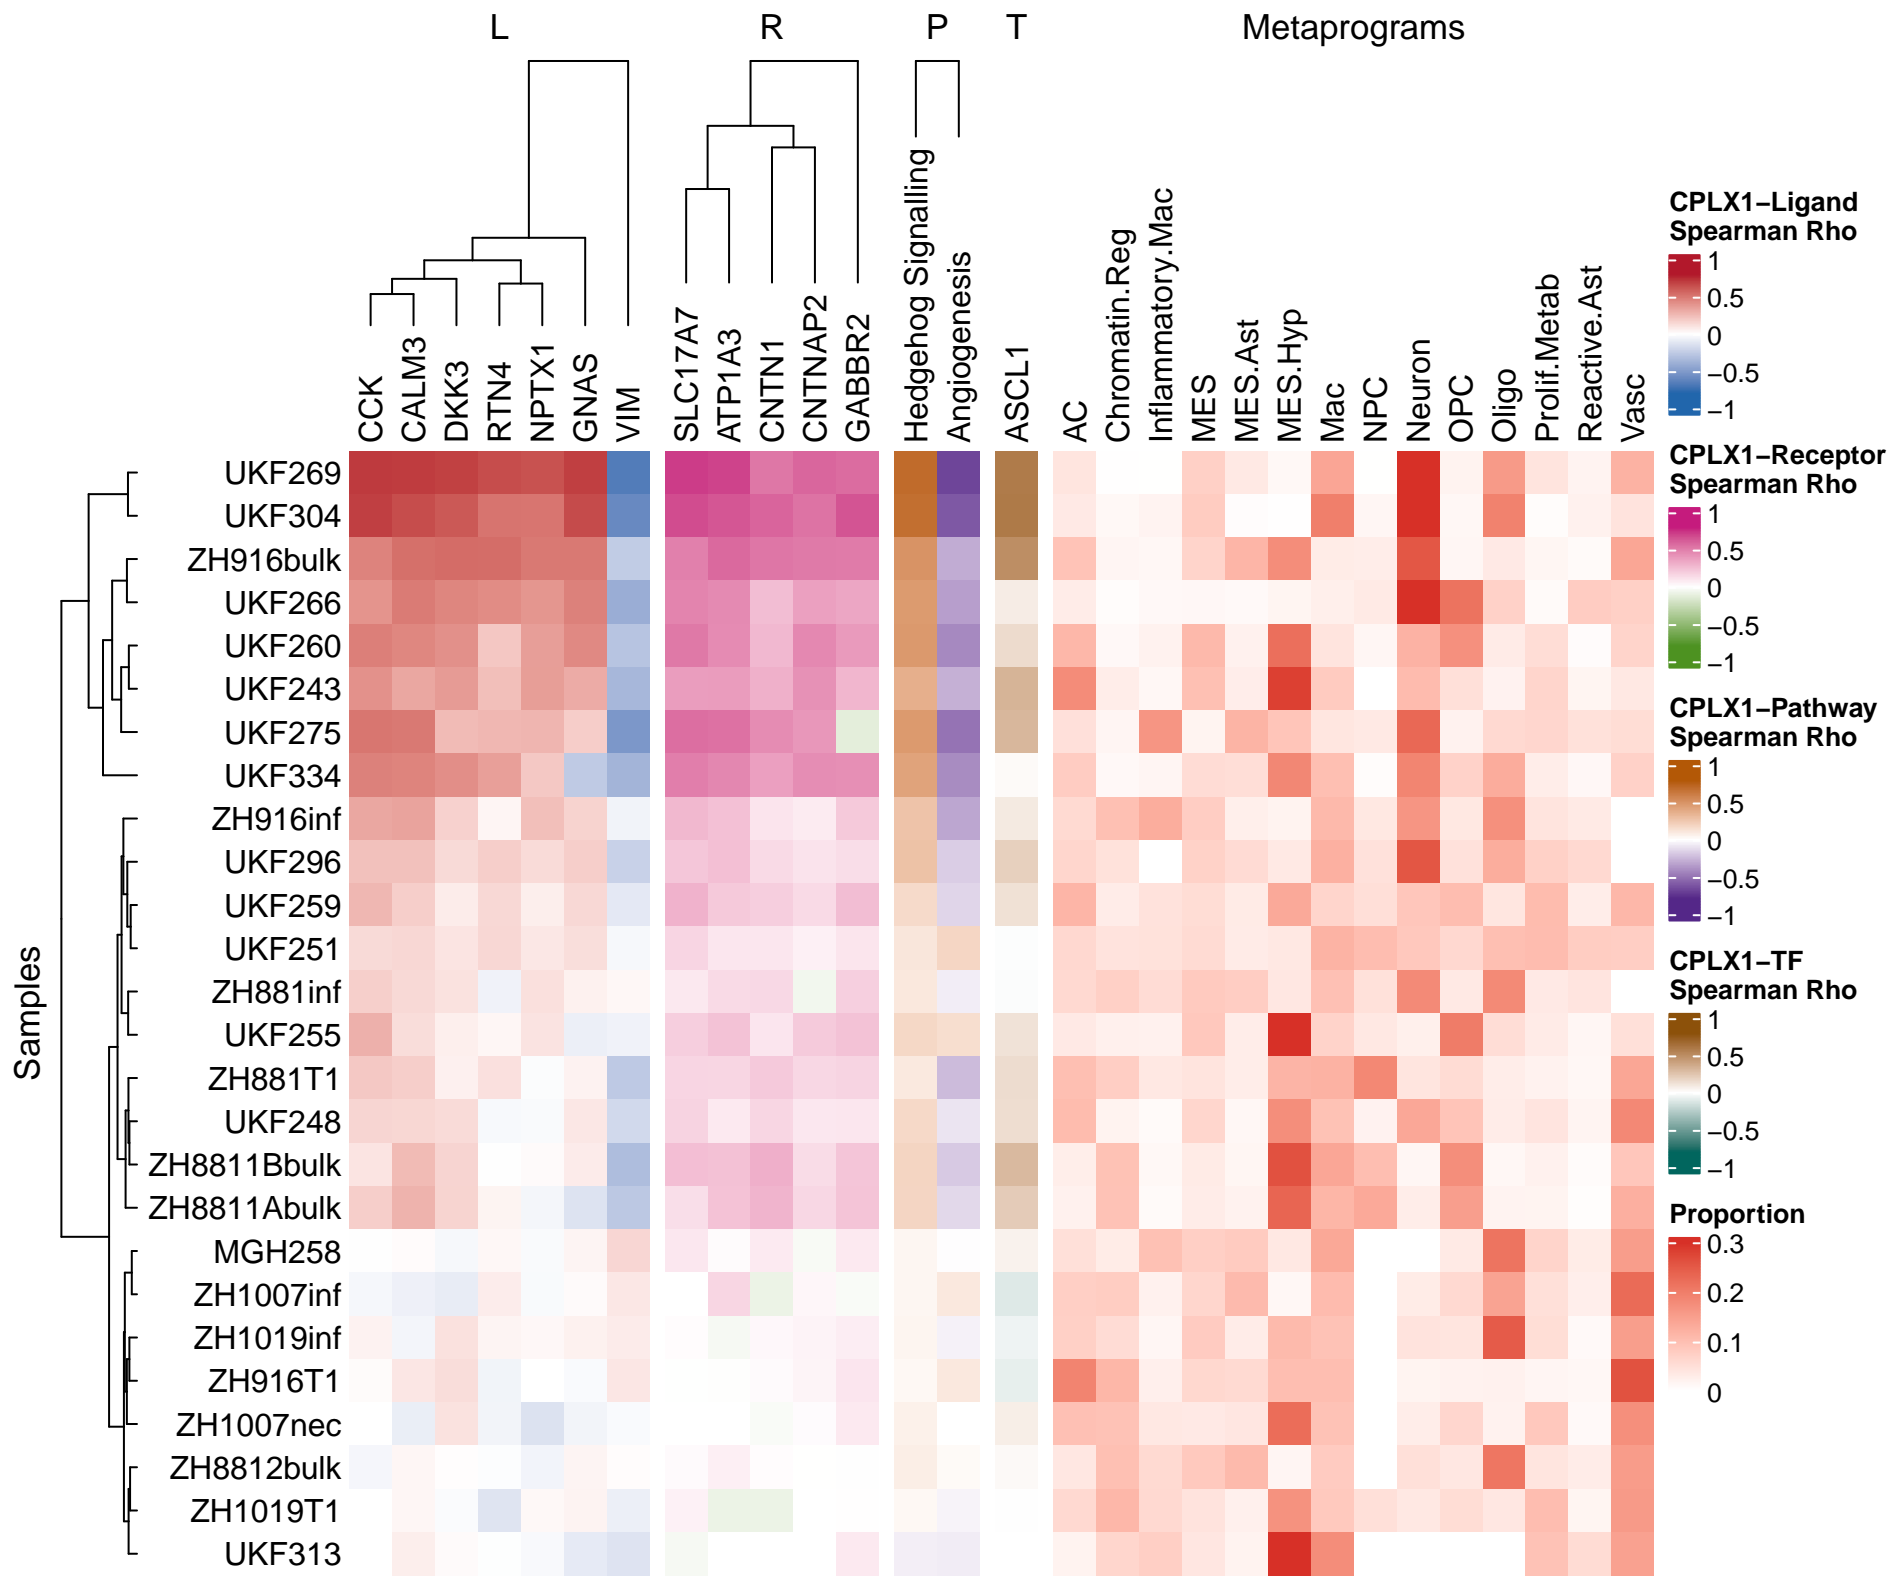 L R P T Metaprograms
CCK
CALM3
DKK3
RTN4
NPTX1
GNAS
VIM
SLC17A7
ATP1A3
CNTN1
CNTNAP2
GABBR2
Hedgehog Signalling
Angiogenesis
ASCL1
AC
Chromatin.Reg
Inflammatory.Mac
MES
MES.Ast
MES.Hyp
Mac
NPC
Neuron
OPC
Oligo
Prolif.Metab
Reactive.Ast
Vasc
Samples
UKF269
UKF304
ZH916bulk
UKF266
UKF260
UKF243
UKF275
UKF334
ZH916inf
UKF296
UKF259
UKF251
ZH881inf
UKF255
ZH881T1
UKF248
ZH8811Bbulk
ZH8811Abulk
MGH258
ZH1007inf
ZH1019inf
ZH916T1
ZH1007nec
ZH8812bulk
ZH1019T1
UKF313
CPLX1−Ligand
Spearman Rho
1
0.5
0
−0.5
−1
CPLX1−Receptor
Spearman Rho
1
0.5
0
−0.5
−1
CPLX1−Pathway
Spearman Rho
1
0.5
0
−0.5
−1
CPLX1−TF
Spearman Rho
1
0.5
0
−0.5
−1
Proportion
0.3
0.2
0.1
0